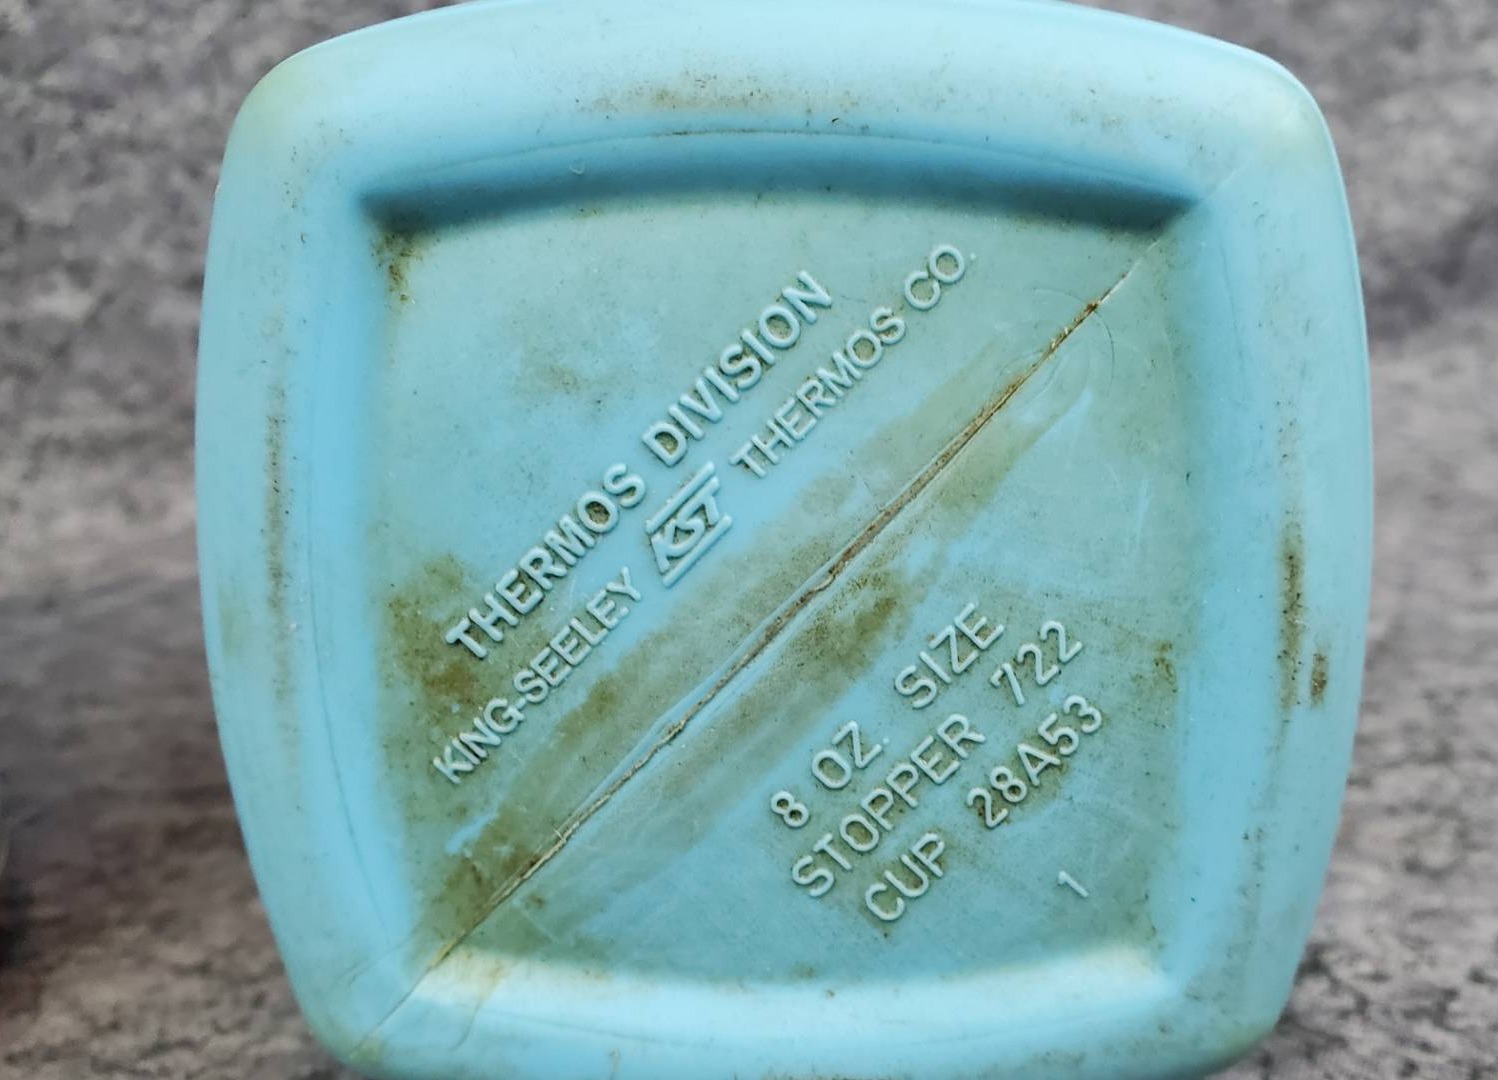 THERMOS DIVISION
KING-SEELEY KST THERMOS CO.
8 OZ. SIZE
STOPPER 722
CUP 28A53
1